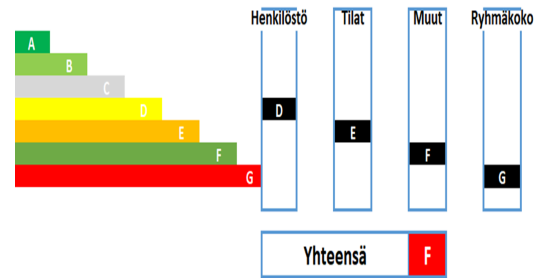 Henkilöstö Tilat Muut Ryhmäkoko
A
B
C
D D
E E
F F
G G
Yhteensä F